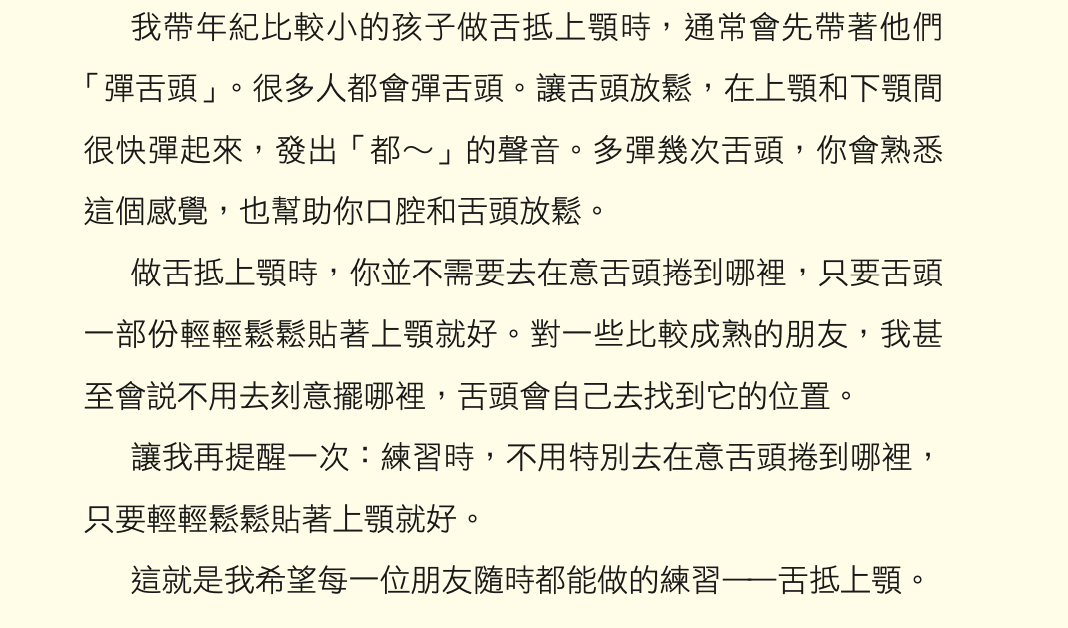 我帶年紀比較小的孩子做舌抵上顎時，通常會先帶著他們
「彈舌頭」。很多人都會彈舌頭。讓舌頭放鬆，在上顎和下顎間
很快彈起來，發出「都～」的聲音。多彈幾次舌頭，你會熟悉
這個感覺，也幫助你口腔和舌頭放鬆。
做舌抵上顎時，你並不需要去在意舌頭捲到哪裡，只要舌頭
一部份輕輕鬆鬆貼著上顎就好。對一些比較成熟的朋友，我甚
至會説不用去刻意擺哪裡，舌頭會自己去找到它的位置。
讓我再提醒一次：練習時，不用特別去在意舌頭捲到哪裡，
只要輕輕鬆鬆貼著上顎就好。
這就是我希望每一位朋友隨時都能做的練習——舌抵上顎。